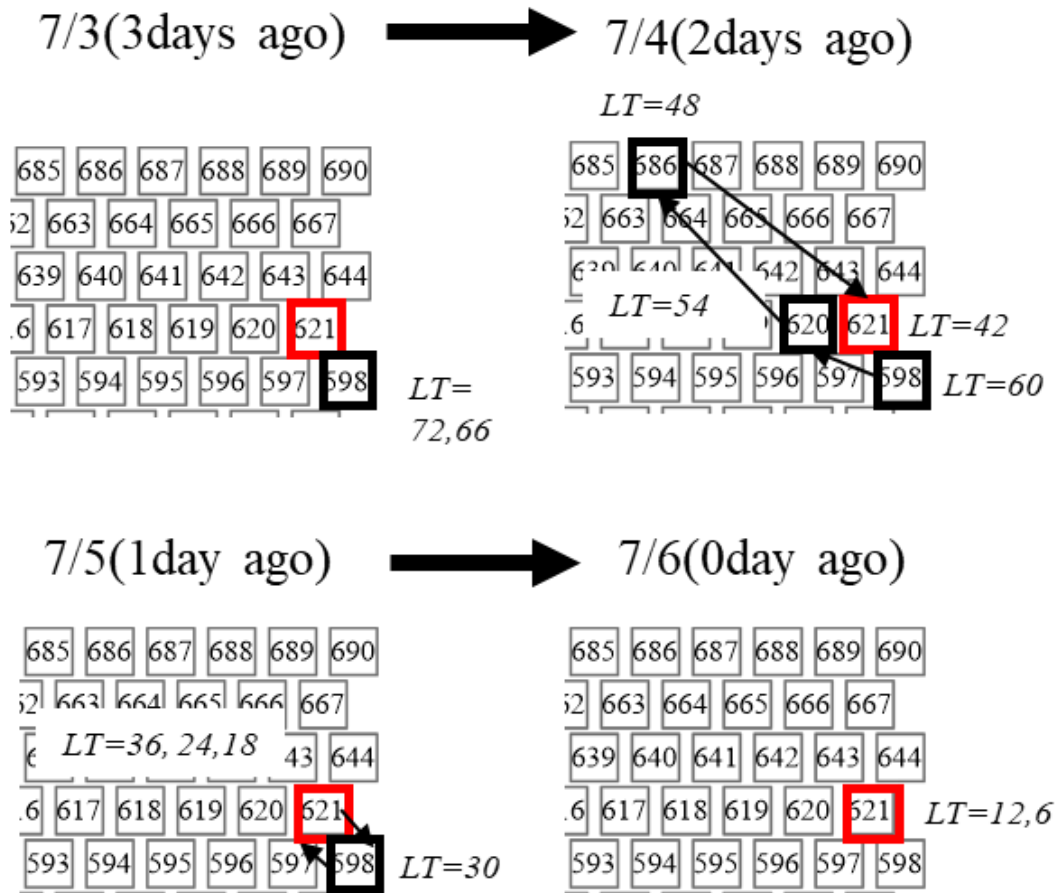 7/3(3days ago)
685 686 687 688 689 690
663 664 665 666 667
639 640 641 642 643 644
617 618 619 620 621
593 594 595 596 597 598
LT=
72,66
7/4(2days ago)
LT=48
685 686 687 688 689 690
663 664 665 666 667
639 640 641 642 643 644
LT=54
620 621 LT=42
593 594 595 596 597 598
LT=60
7/5(1day ago)
685 686 687 688 689 690
663 664 665 666 667
LT=36, 24,18 43 644
617 618 619 620 621
593 594 595 596 597 598
LT=30
7/6(0day ago)
685 686 687 688 689 690
663 664 665 666 667
639 640 641 642 643 644
617 618 619 620 621 LT=12,6
593 594 595 596 597 598